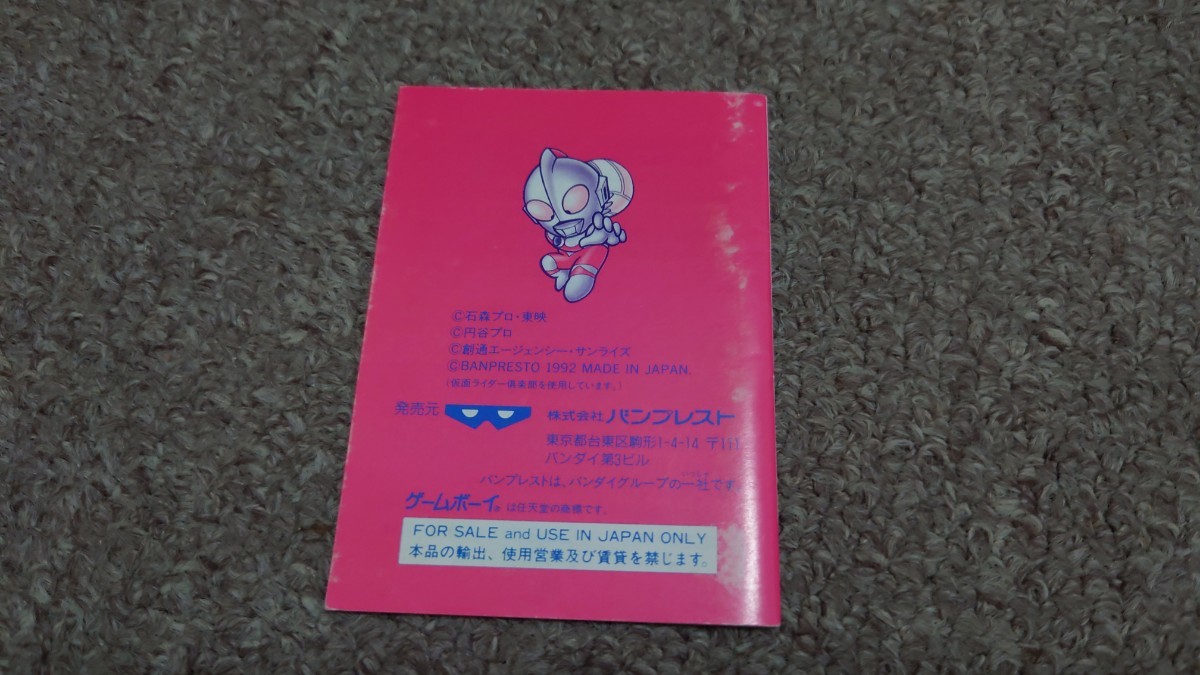 ©石森プロ・東映
©円谷プロ
©創通エージェンシー・サンライズ
©BANPRESTO 1992 MADE IN JAPAN.
(仮面ライダー倶楽部を使用しています。)
発売元 株式会社 バンプレスト
東京都台東区駒形1-4-14 〒111
バンダイ第3ビル
バンプレストは、バンダイグループの一社です。
ゲームボーイ® は任天堂の商標です。
FOR SALE and USE IN JAPAN ONLY
本品の輸出、使用営業及び賃貸を禁じます。